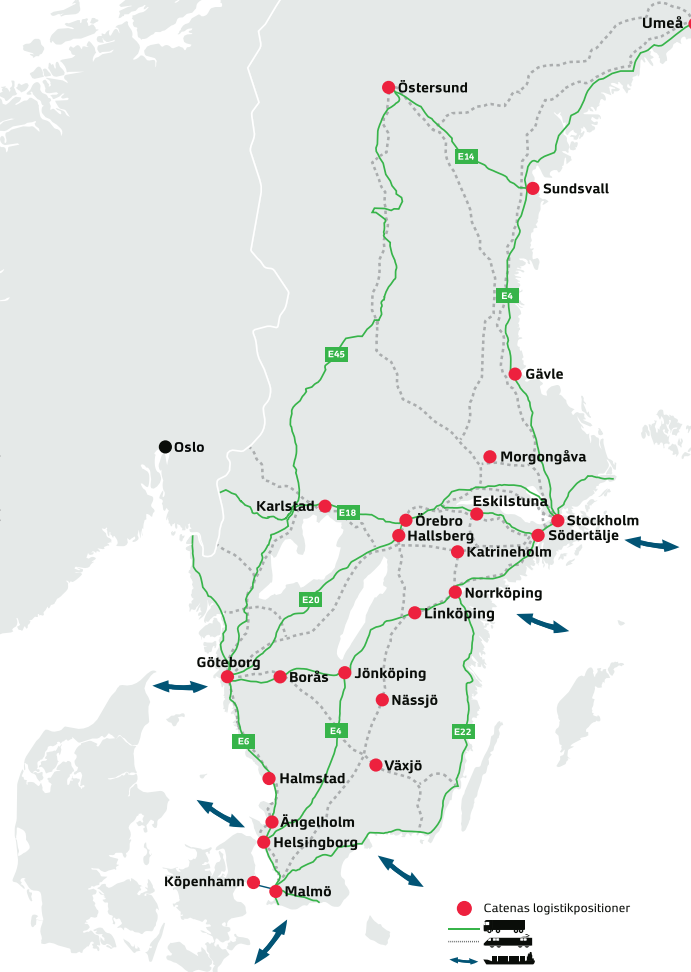 Umeå
Östersund
E14
Sundsvall
E4
E45
Gävle
Oslo
Morgongåva
Eskilstuna
Karlstad
E18
Örebro
Stockholm
Hallsberg
Södertälje
Katrineholm
E20
Norrköping
Linköping
Göteborg
Borås
Jönköping
Nässjö
E6
E4
E22
Växjö
Halmstad
Ängelholm
Helsingborg
Köpenhamn
Malmö
Catenas logistikpositioner